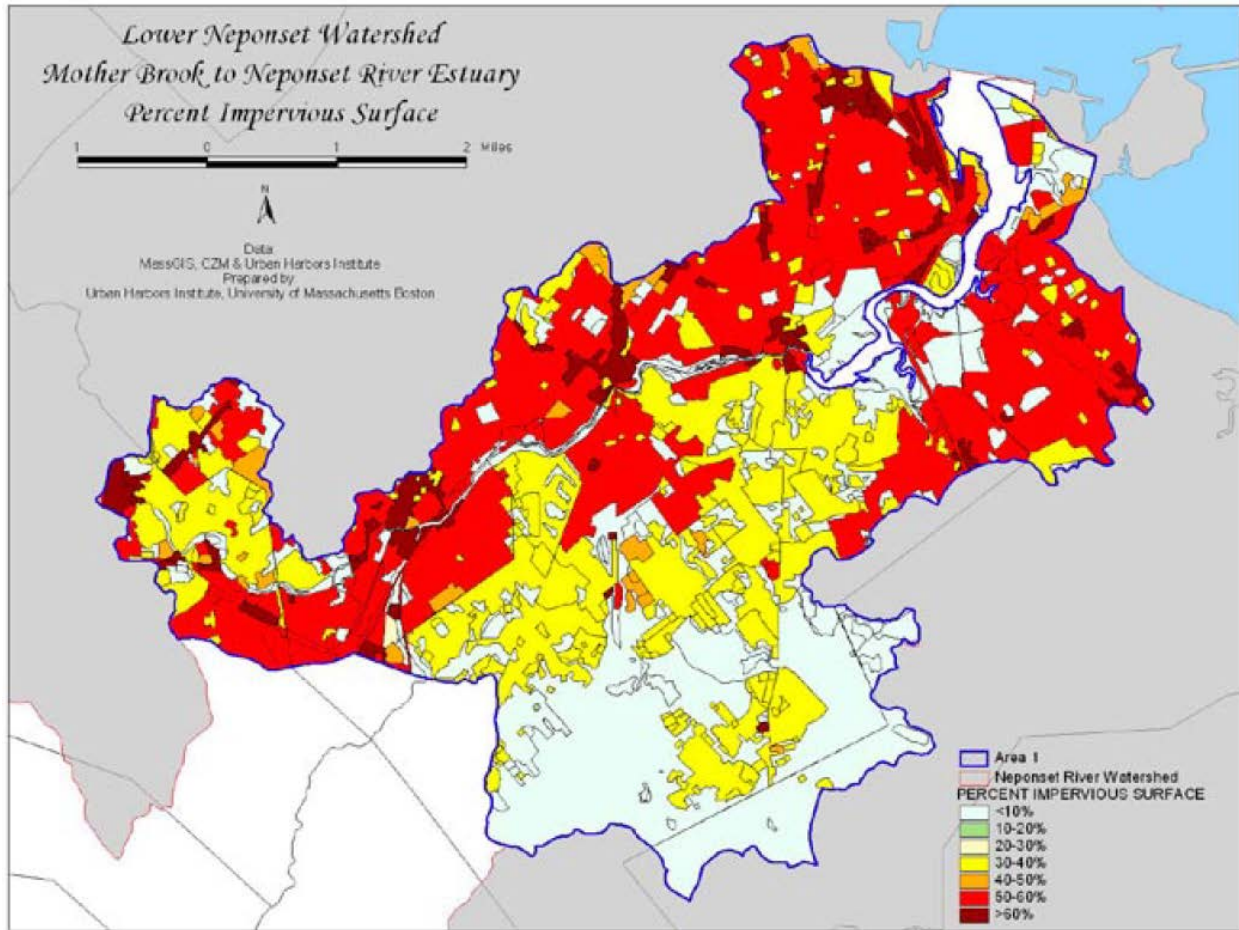 Lower Neponset Watershed
Mother Brook to Neponset River Estuary
Percent Impervious Surface
1 0 1 2 Miles
N
Data:
MassGIS, CZM & Urban Harbors Institute
Prepared by:
Urban Harbors Institute, University of Massachusetts Boston
Area 1
Neponset River Watershed
PERCENT IMPERVIOUS SURFACE
<10%
10-20%
20-30%
30-40%
40-50%
50-60%
>60%